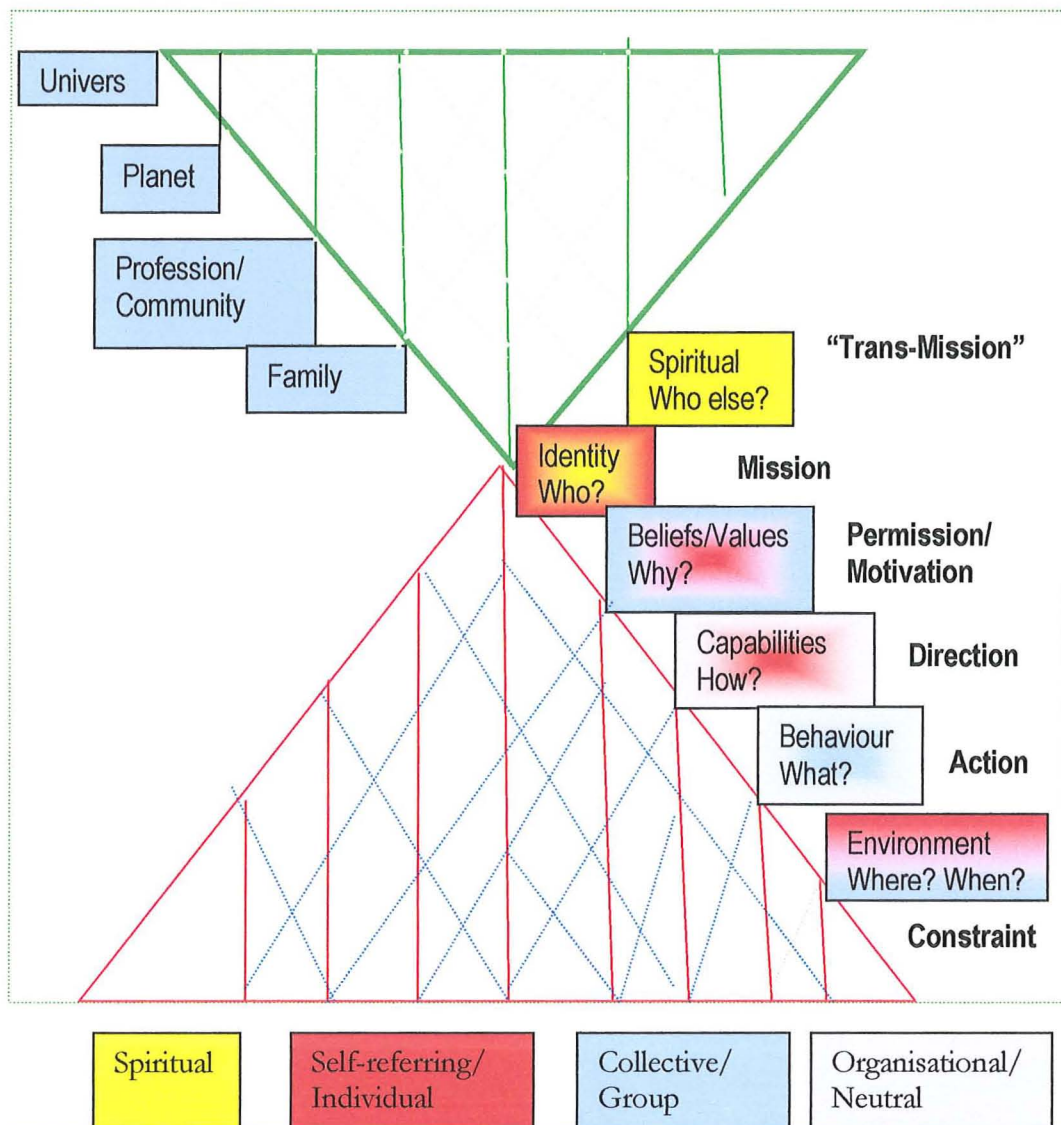 Univers
Planet
Profession/
Community
Family
Spiritual
Who else?
“Trans-Mission”
Identity
Who?
Mission
Beliefs/Values
Why?
Permission/
Motivation
Capabilities
How?
Direction
Behaviour
What?
Action
Environment
Where? When?
Constraint
Spiritual
Self-referring/
Individual
Collective/
Group
Organisational/
Neutral